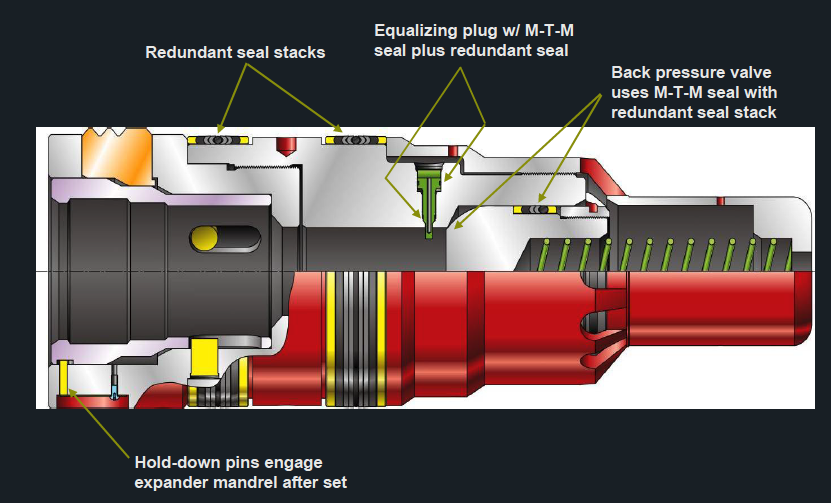 Equalizing plug w/ M-T-M
seal plus redundant seal
Redundant seal stacks
Back pressure valve
uses M-T-M seal with
redundant seal stack
Hold-down pins engage
expander mandrel after set